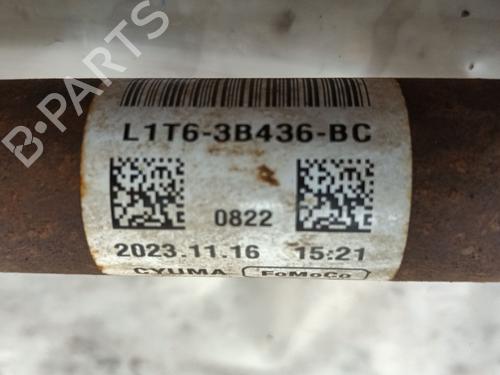 B-PARTS
L1T6-3B436-BC
0822
2023.11.16 15:21
CYUMA FoMoCo